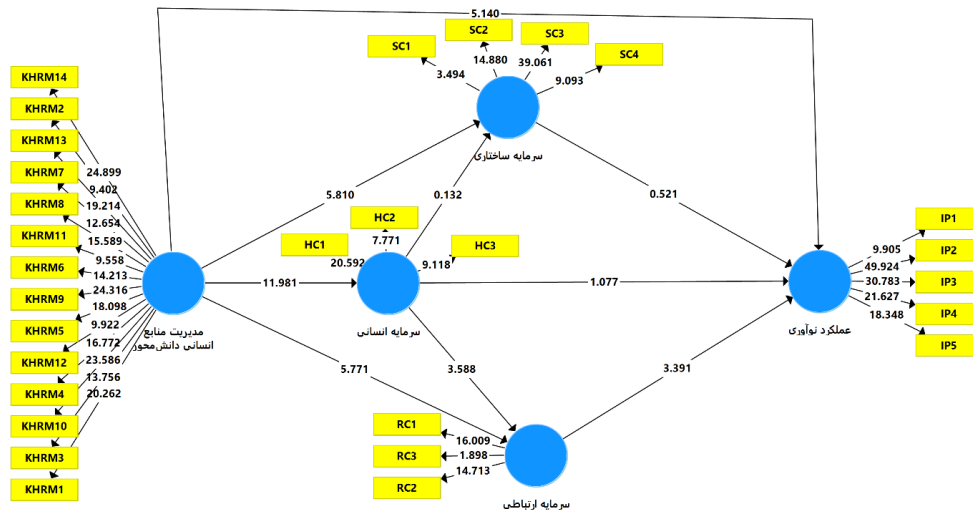 5.140
SC1
SC2
SC3
SC4
3.494
14.880
39.061
9.093
سرمایه ساختاری
KHRM14
KHRM2
KHRM13
KHRM7
KHRM8
KHRM11
KHRM6
KHRM9
KHRM5
KHRM12
KHRM4
KHRM10
KHRM3
KHRM1
24.899
9.402
19.214
12.654
15.589
9.558
14.213
24.316
18.098
9.922
16.772
23.586
13.756
20.262
مدیریت منابع
انسانی دانش‌محور
5.810
0.132
0.521
HC1
HC2
HC3
20.592
7.771
9.118
11.981
سرمایه انسانی
1.077
5.771
3.588
3.391
RC1
RC3
RC2
16.009
1.898
14.713
سرمایه ارتباطی
عملکرد نوآوری
9.905
49.924
30.783
21.627
18.348
IP1
IP2
IP3
IP4
IP5